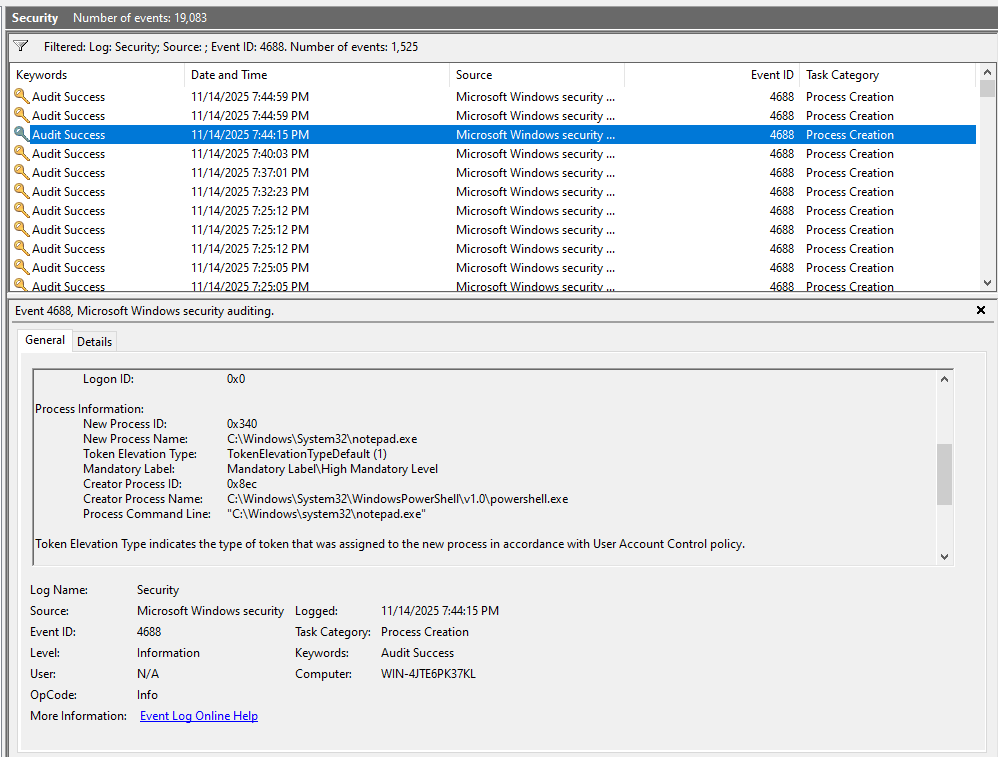 Security Number of events: 19,083
Filtered: Log: Security; Source: ; Event ID: 4688. Number of events: 1,525
Keywords Date and Time Source Event ID Task Category
Audit Success 11/14/2025 7:44:59 PM Microsoft Windows security ... 4688 Process Creation
Audit Success 11/14/2025 7:44:59 PM Microsoft Windows security ... 4688 Process Creation
Audit Success 11/14/2025 7:44:15 PM Microsoft Windows security ... 4688 Process Creation
Audit Success 11/14/2025 7:40:03 PM Microsoft Windows security ... 4688 Process Creation
Audit Success 11/14/2025 7:37:01 PM Microsoft Windows security ... 4688 Process Creation
Audit Success 11/14/2025 7:32:23 PM Microsoft Windows security ... 4688 Process Creation
Audit Success 11/14/2025 7:25:12 PM Microsoft Windows security ... 4688 Process Creation
Audit Success 11/14/2025 7:25:12 PM Microsoft Windows security ... 4688 Process Creation
Audit Success 11/14/2025 7:25:12 PM Microsoft Windows security ... 4688 Process Creation
Audit Success 11/14/2025 7:25:05 PM Microsoft Windows security ... 4688 Process Creation
Audit Success 11/14/2025 7:25:05 PM Microsoft Windows security ... 4688 Process Creation
Event 4688, Microsoft Windows security auditing.
General Details
Logon ID: 0x0
Process Information:
New Process ID: 0x340
New Process Name: C:\Windows\System32\notepad.exe
Token Elevation Type: TokenElevationTypeDefault (1)
Mandatory Label: Mandatory Label\High Mandatory Level
Creator Process ID: 0x8ec
Creator Process Name: C:\Windows\System32\WindowsPowerShell\v1.0\powershell.exe
Process Command Line: "C:\Windows\system32\notepad.exe"
Token Elevation Type indicates the type of token that was assigned to the new process in accordance with User Account Control policy.
Log Name: Security
Source: Microsoft Windows security Logged: 11/14/2025 7:44:15 PM
Event ID: 4688 Task Category: Process Creation
Level: Information Keywords: Audit Success
User: N/A Computer: WIN-4JTE6PK37KL
OpCode: Info
More Information: Event Log Online Help